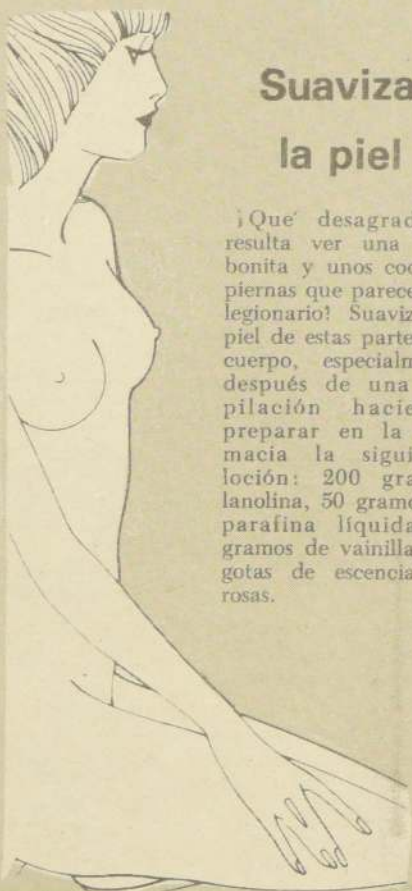 Suaviza
la piel
¡Qué desagrad
resulta ver una
bonita y unos cod
piernas que parece
legionario! Suaviz
piel de estas parte
cuerpo, especialm
después de una
pilación hacie
preparar en la
macia la sigui
loción: 200 gra
lanolina, 50 gramo
parafina líquida
gramos de vainilla
gotas de escencia
rosas.